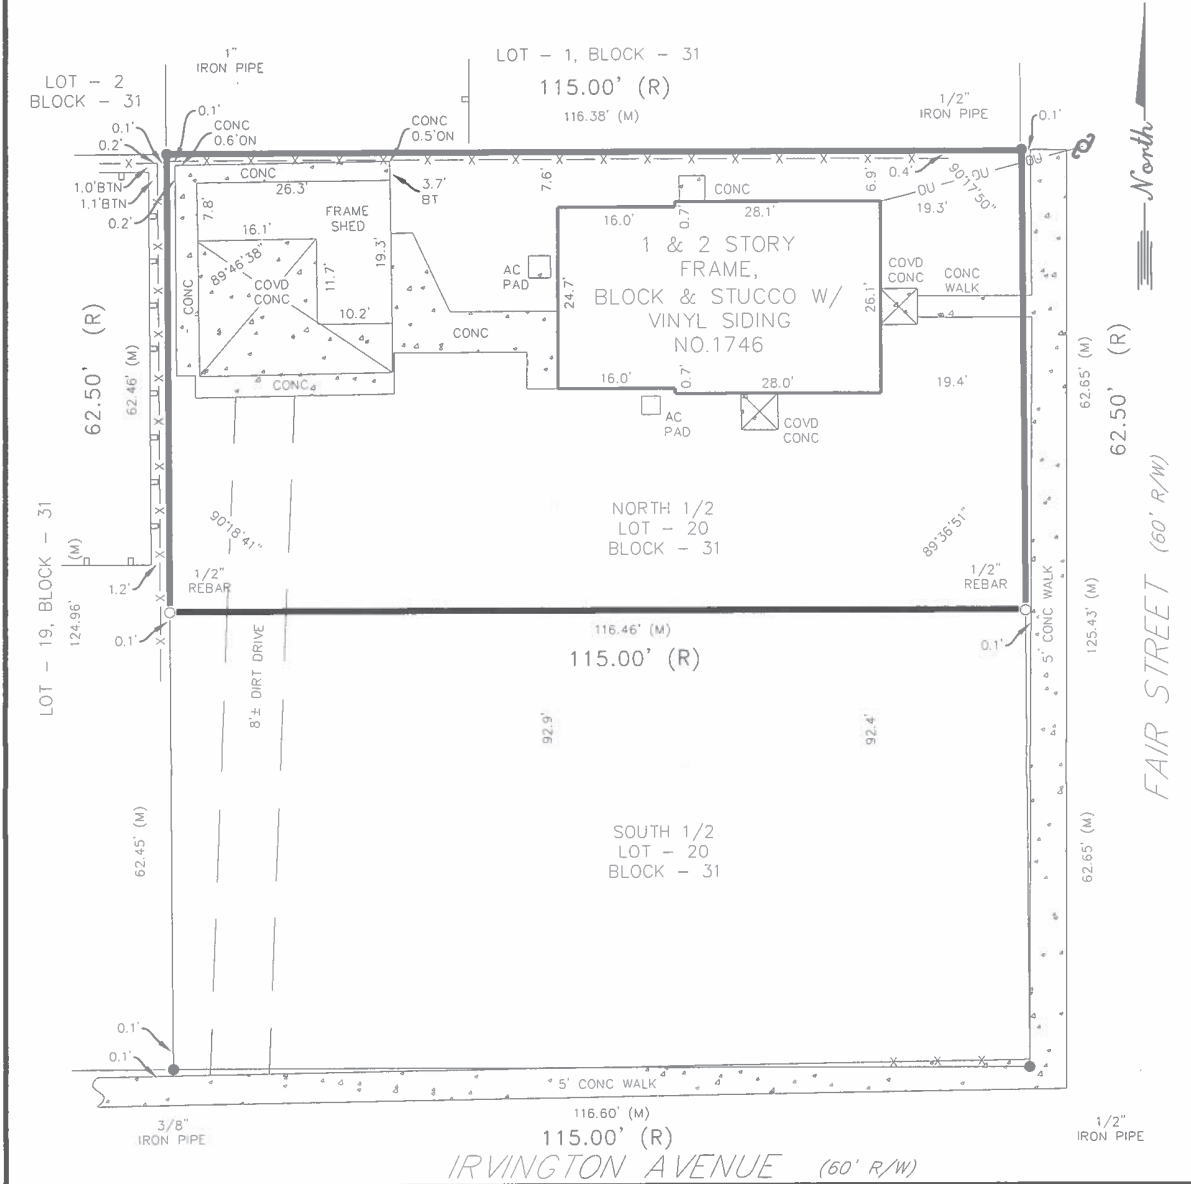 LOT - 1, BLOCK - 31
115.00' (R)
116.38' (M)
1"
IRON PIPE
LOT - 2
BLOCK - 31
1/2"
IRON PIPE
0.1'
0.1'
0.1'
0.2'
CONC
0.6'ON
CONC
0.5'ON
1.0'BTN
1.1'BTN
0.2'
North
CONC
26.3'
7.8'
FRAME
SHED
3.7'
BT
16.1'
89°46'38"
COVD
CONC
11.7'
19.3'
10.2'
CONC
CONC
CONC
7.6'
CONC
6.9'
0.4'
OU
OU
OU
90°17'50"
19.3'
16.0'
0.7'
28.1'
AC
PAD
24.7'
1 & 2 STORY
FRAME,
BLOCK & STUCCO W/
VINYL SIDING
NO.1746
26.1'
COVD
CONC
CONC
WALK
16.0'
0.7'
28.0'
19.4'
AC
PAD
COVD
CONC
62.50' (R)
62.46' (M)
62.65' (M)
62.50' (R)
NORTH 1/2
LOT - 20
BLOCK - 31
90°18'41"
89°36'51"
1/2"
REBAR
1/2"
REBAR
1.2'
0.1'
0.1'
LOT - 19, BLOCK - 31
124.96' (M)
116.46' (M)
115.00' (R)
8'± DIRT DRIVE
5' CONC WALK
125.43' (M)
FAIR STREET (60' R/W)
92.9'
92.4'
62.45' (M)
62.65' (M)
SOUTH 1/2
LOT - 20
BLOCK - 31
0.1'
0.1'
5' CONC WALK
3/8"
IRON PIPE
116.60' (M)
115.00' (R)
1/2"
IRON PIPE
IRVINGTON AVENUE (60' R/W)